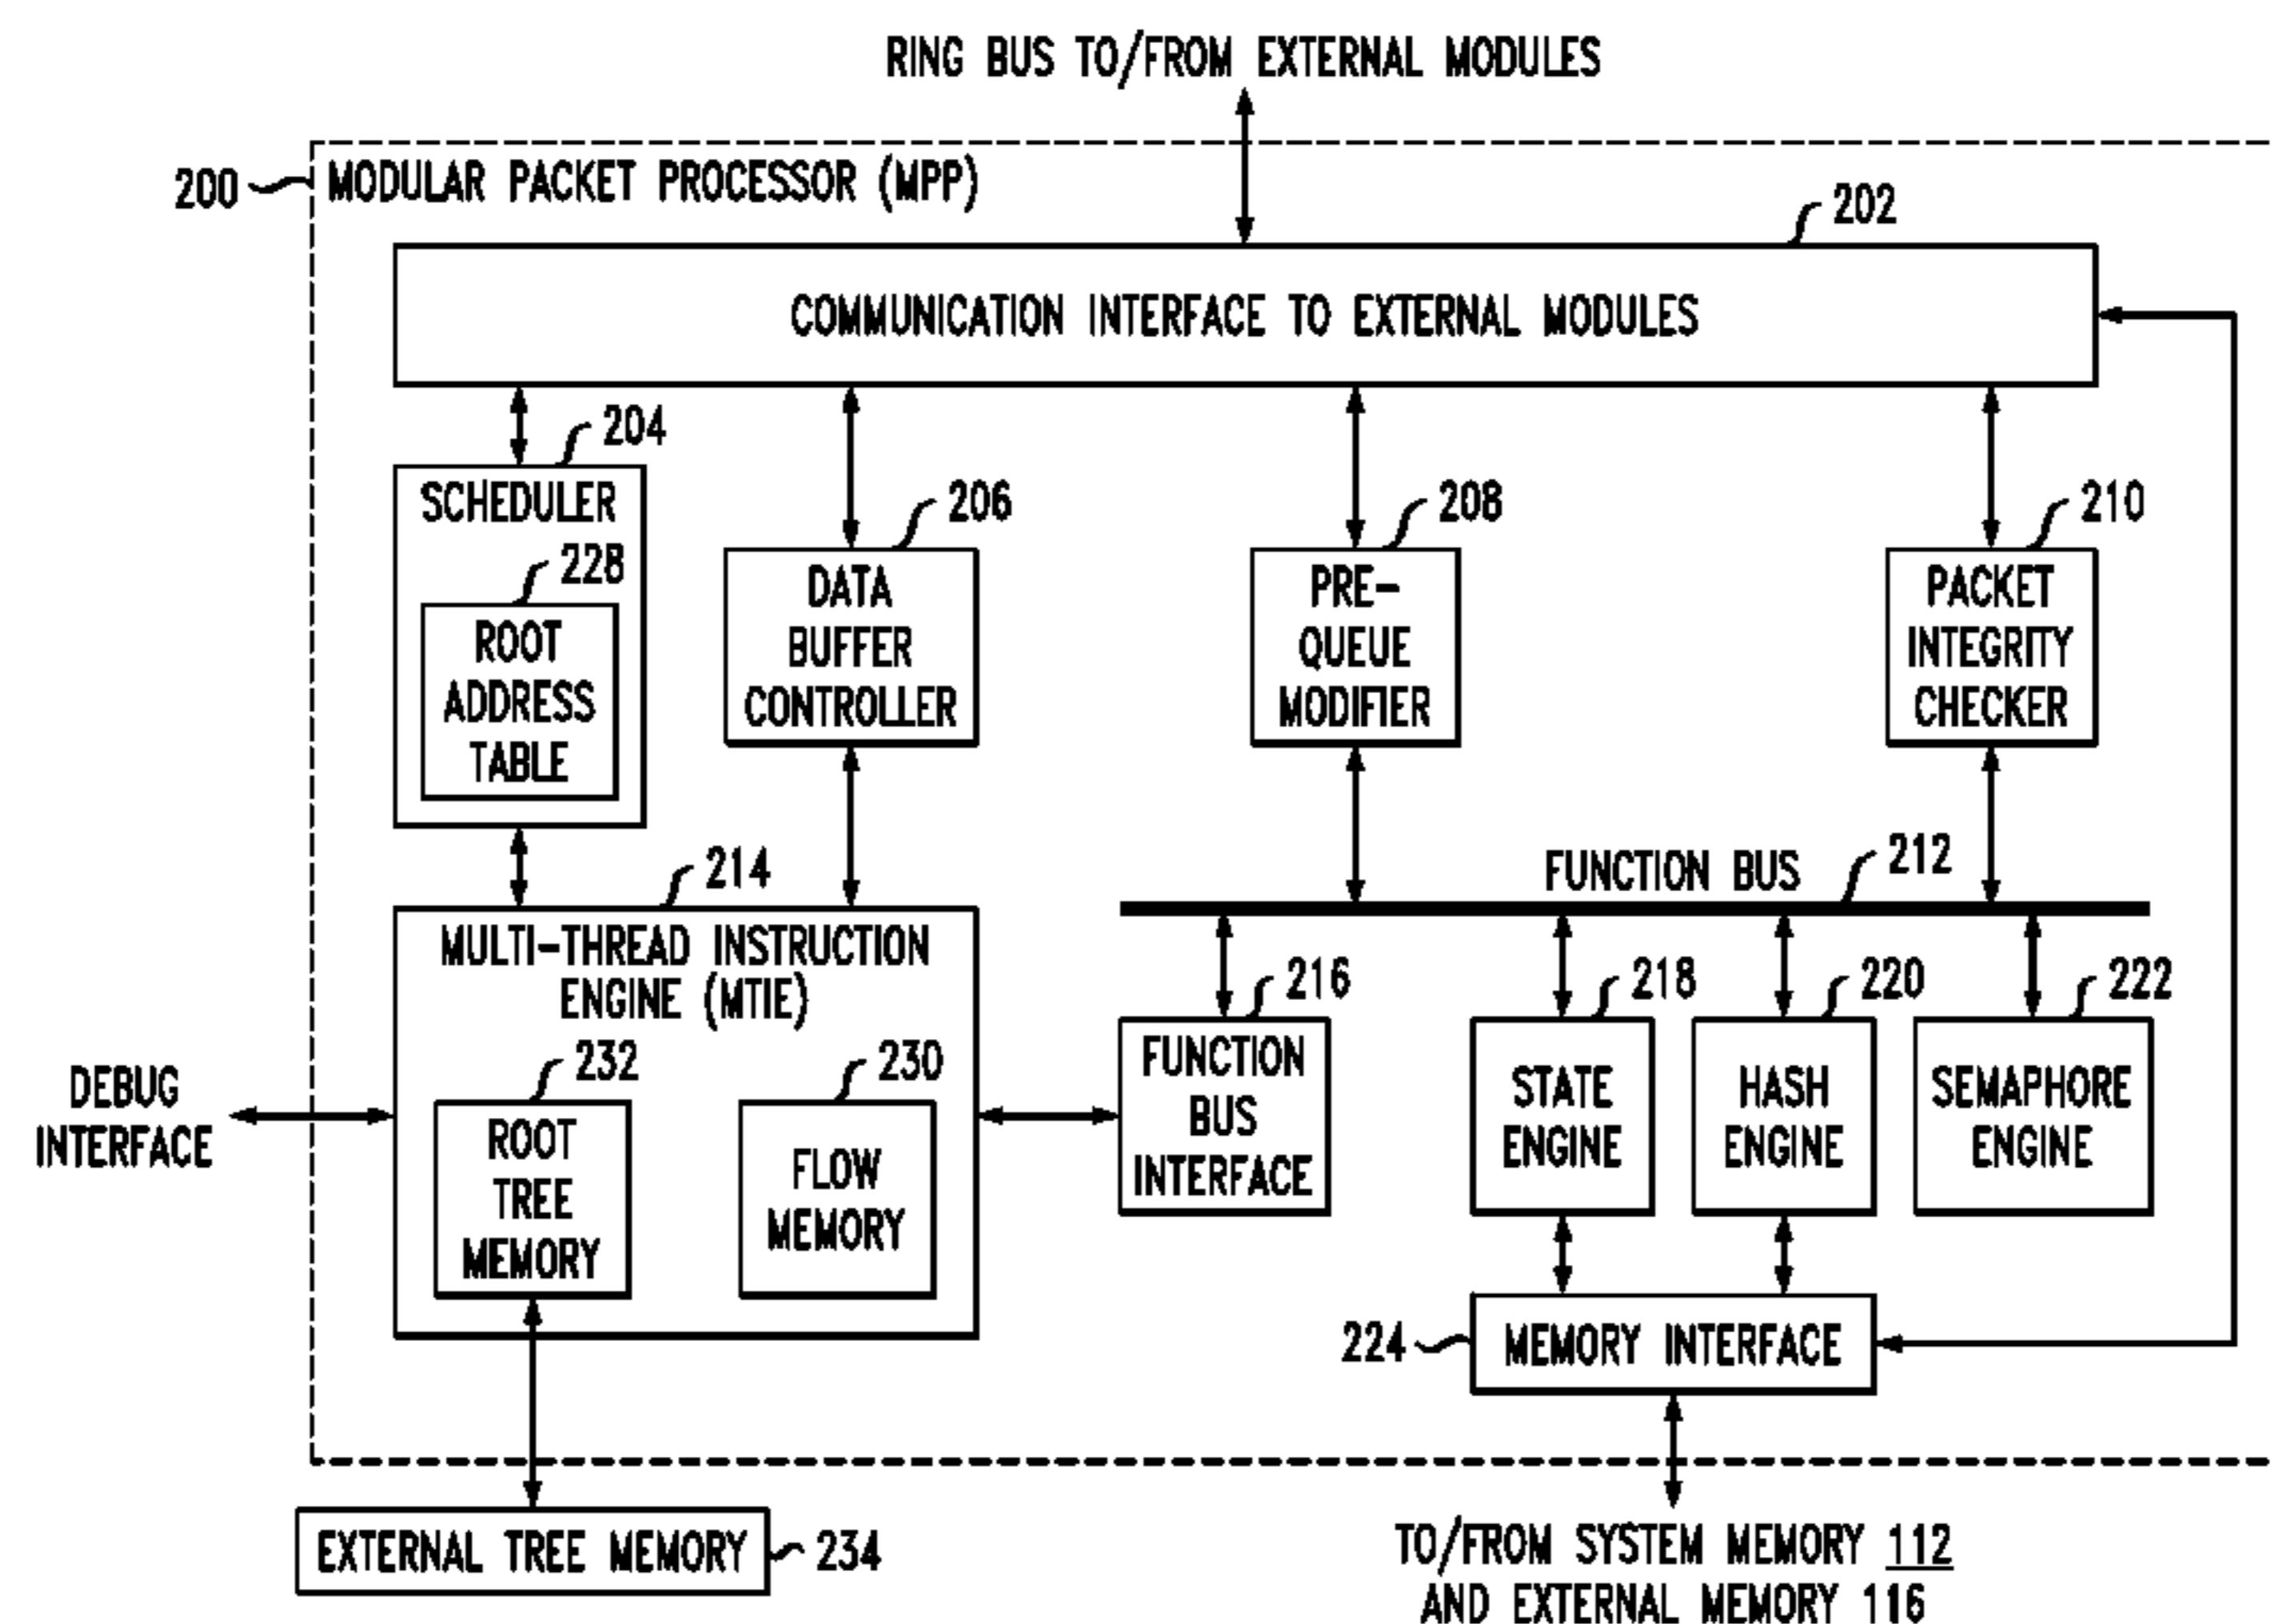 RING BUS TO/FROM EXTERNAL MODULES
200
MODULAR PACKET PROCESSOR (MPP)
202
COMMUNICATION INTERFACE TO EXTERNAL MODULES
204
SCHEDULER
228
ROOT
ADDRESS
TABLE
206
DATA
BUFFER
CONTROLLER
208
PRE-
QUEUE
MODIFIER
210
PACKET
INTEGRITY
CHECKER
FUNCTION BUS
212
214
MULTI-THREAD INSTRUCTION
ENGINE (MTIE)
232
ROOT
TREE
MEMORY
230
FLOW
MEMORY
DEBUG
INTERFACE
216
FUNCTION
BUS
INTERFACE
218
STATE
ENGINE
220
HASH
ENGINE
222
SEMAPHORE
ENGINE
224
MEMORY INTERFACE
EXTERNAL TREE MEMORY
234
TO/FROM SYSTEM MEMORY 112
AND EXTERNAL MEMORY 116